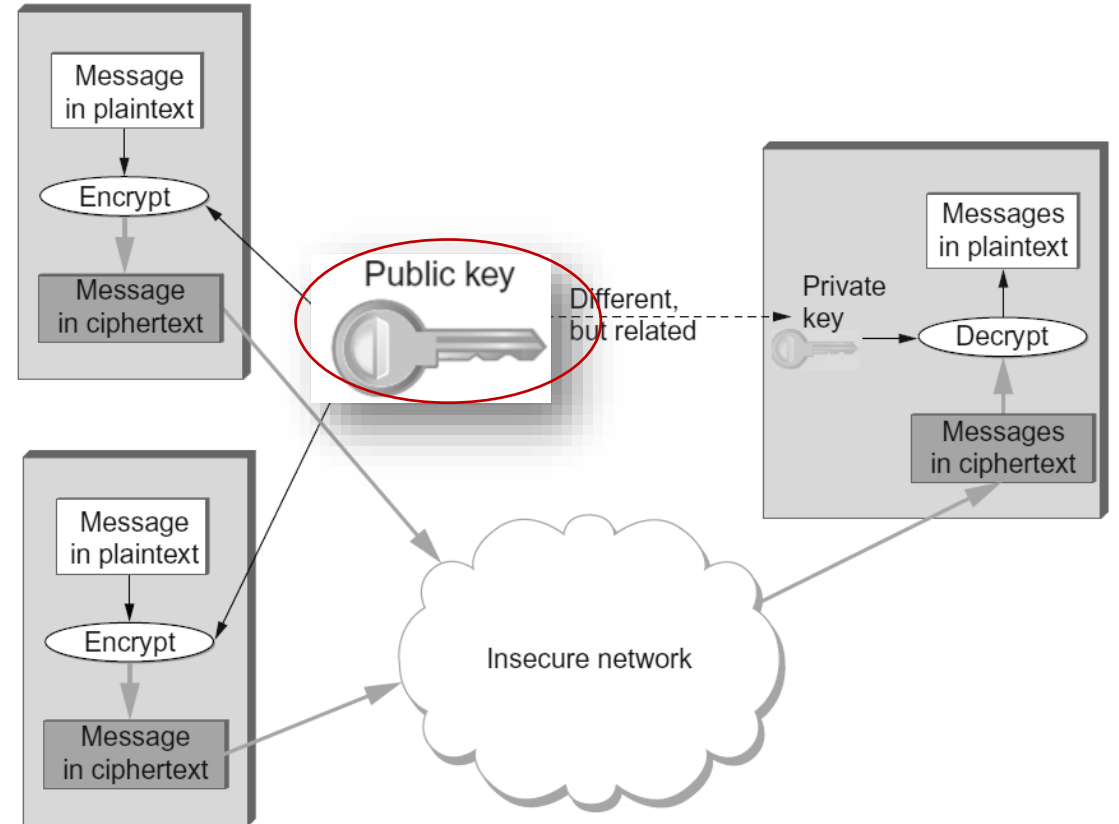 Message
in plaintext
Encrypt
Message
in ciphertext
Public key
Different,
but related
Private
key
Messages
in plaintext
Decrypt
Messages
in ciphertext
Message
in plaintext
Encrypt
Message
in ciphertext
Insecure network